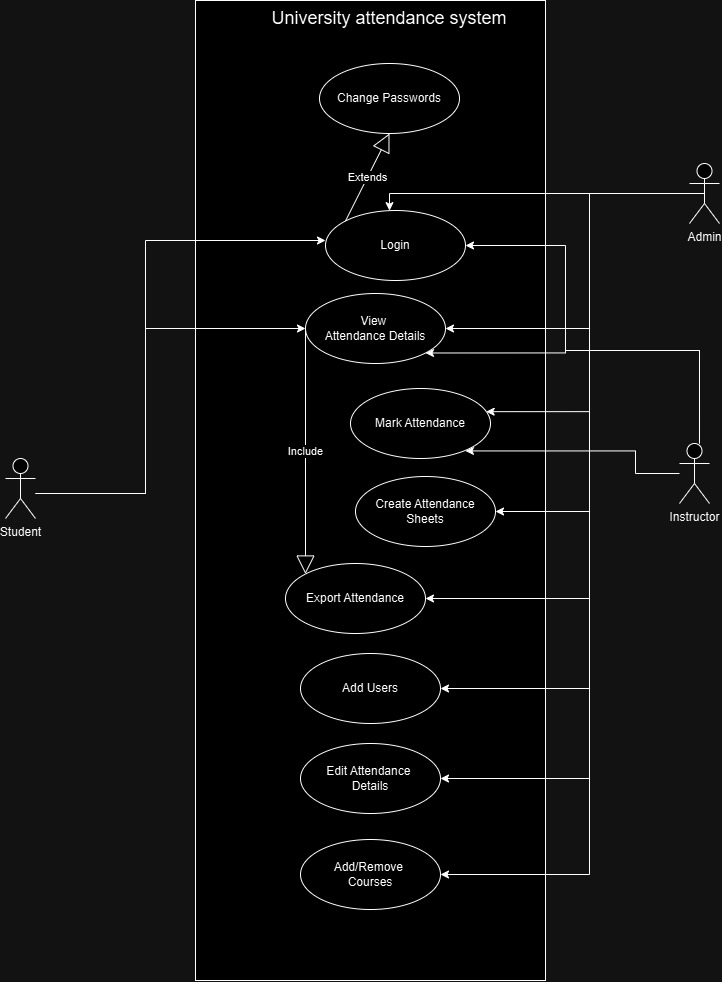 University attendance system
Change Passwords
Extends
Admin
Login
View
Attendance Details
Mark Attendance
Include
Create Attendance
Sheets
Instructor
Student
Export Attendance
Add Users
Edit Attendance
Details
Add/Remove
Courses